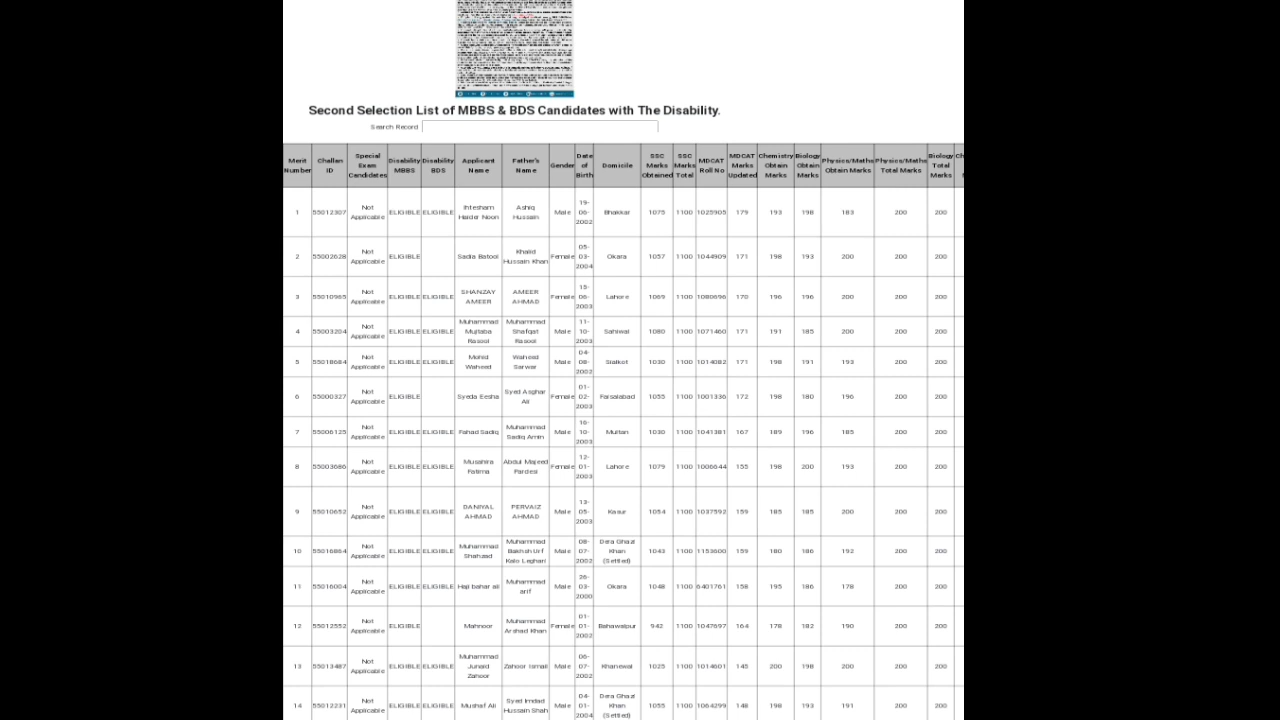 Second Selection List of MBBS & BDS Candidates with The Disability.
Search Record
Merit Number Challan ID Special Exam Candidates Disability MBBS Disability BDS Applicant Name Father's Name Gender Date of Birth Domicile SSC Marks Obtained SSC Marks Total MDCAT Roll No MDCAT Marks Updated Chemistry Obtain Marks Biology Obtain Marks Physics/Maths Obtain Marks Physics/Maths Total Marks Biology Total Marks
1 55012307 Not Applicable ELIGIBLE ELIGIBLE Ihtesham Haider Noon Ashiq Hussain Male 19-06-2002 Bhakkar 1075 1100 1025905 179 193 198 183 200 200
2 55002628 Not Applicable ELIGIBLE Sadia Batool Khalid Hussain Khan Female 05-03-2004 Okara 1057 1100 1044909 171 198 193 200 200 200
3 55010965 Not Applicable ELIGIBLE ELIGIBLE SHANZAY AMEER AMEER AHMAD Female 15-06-2003 Lahore 1069 1100 1080696 170 196 196 200 200 200
4 55003204 Not Applicable ELIGIBLE ELIGIBLE Muhammad Mujtaba Rasool Muhammad Shafqat Rasool Male 11-10-2003 Sahiwal 1080 1100 1071460 171 191 185 200 200 200
5 55018684 Not Applicable ELIGIBLE ELIGIBLE Mohid Waheed Waheed Sarwar Male 04-08-2002 Sialkot 1030 1100 1014082 171 198 191 193 200 200
6 55000327 Not Applicable ELIGIBLE Syeda Eesha Syed Asghar Ali Female 01-02-2003 Faisalabad 1055 1100 1001336 172 198 180 196 200 200
7 55006125 Not Applicable ELIGIBLE ELIGIBLE Fahad Sadiq Muhammad Sadiq Amin Male 16-10-2003 Multan 1030 1100 1041381 167 189 196 185 200 200
8 55003686 Not Applicable ELIGIBLE ELIGIBLE Musahira Fatima Abdul Majeed Pardesi Female 12-01-2003 Lahore 1079 1100 1006644 155 198 200 193 200 200
9 55010652 Not Applicable ELIGIBLE ELIGIBLE DANIYAL AHMAD PERVAIZ AHMAD Male 13-05-2003 Kasur 1054 1100 1037592 159 185 185 200 200 200
10 55016864 Not Applicable ELIGIBLE ELIGIBLE Muhammad Shahzad Muhammad Bakhsh Urf Kalo Leghari Male 08-07-2002 Dera Ghazi Khan (Settled) 1043 1100 1153600 159 180 186 192 200 200
11 55016004 Not Applicable ELIGIBLE ELIGIBLE Haji bahar ali Muhammad arif Male 26-03-2000 Okara 1048 1100 6401761 158 195 186 178 200 200
12 55012552 Not Applicable ELIGIBLE Mahnoor Muhammad Arshad Khan Female 01-01-2002 Bahawalpur 942 1100 1047697 164 178 182 190 200 200
13 55013487 Not Applicable ELIGIBLE ELIGIBLE Muhammad Junaid Zahoor Zahoor Ismail Male 06-07-2002 Khanewal 1025 1100 1014601 145 200 198 200 200 200
14 55012231 Not Applicable ELIGIBLE ELIGIBLE Mushaf Ali Syed Imdad Hussain Shah Male 04-01-2004 Dera Ghazi Khan (Settled) 1055 1100 1064299 148 198 193 191 200 200